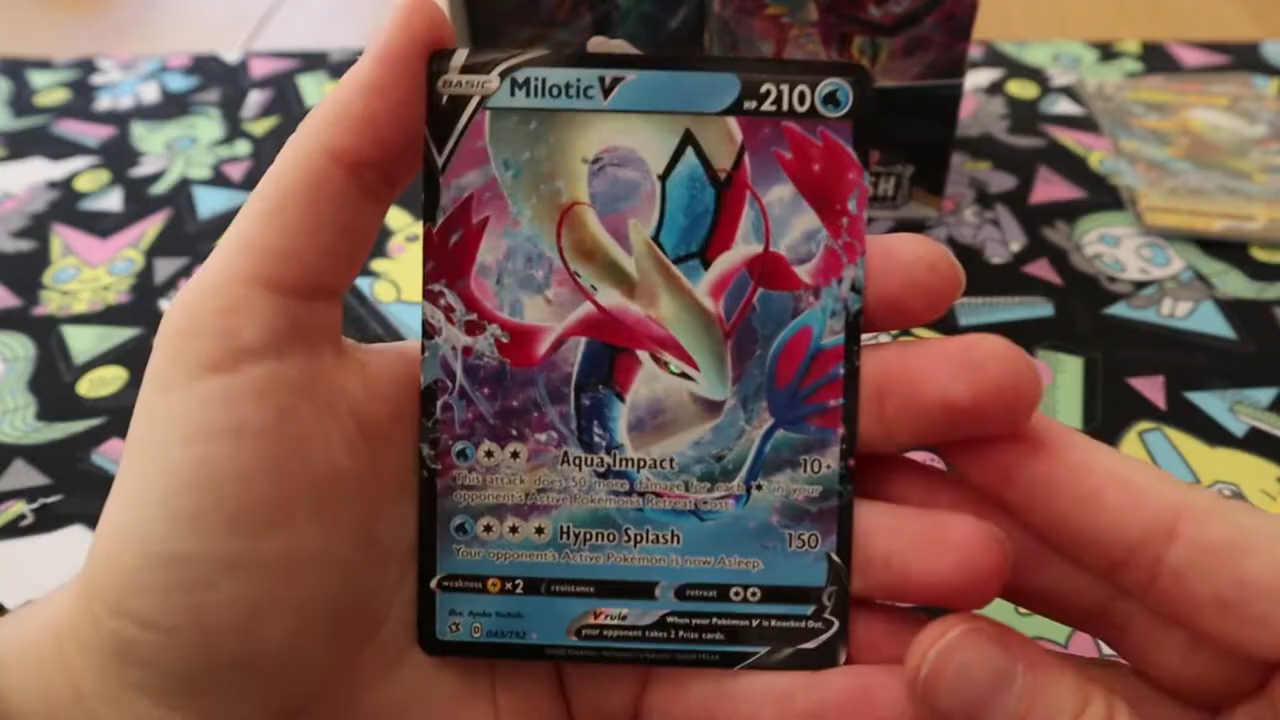 BASIC Milotic V HP 210
Aqua Impact 10+
This attack does 50 more damage for each in your
opponent's Active Pokémon's Retreat Cost.
Hypno Splash 150
Your opponent's Active Pokémon is now Asleep.
weakness ×2 resistance retreat
V rule When your Pokémon V is Knocked Out,
your opponent takes 2 Prize cards.
D 043/192